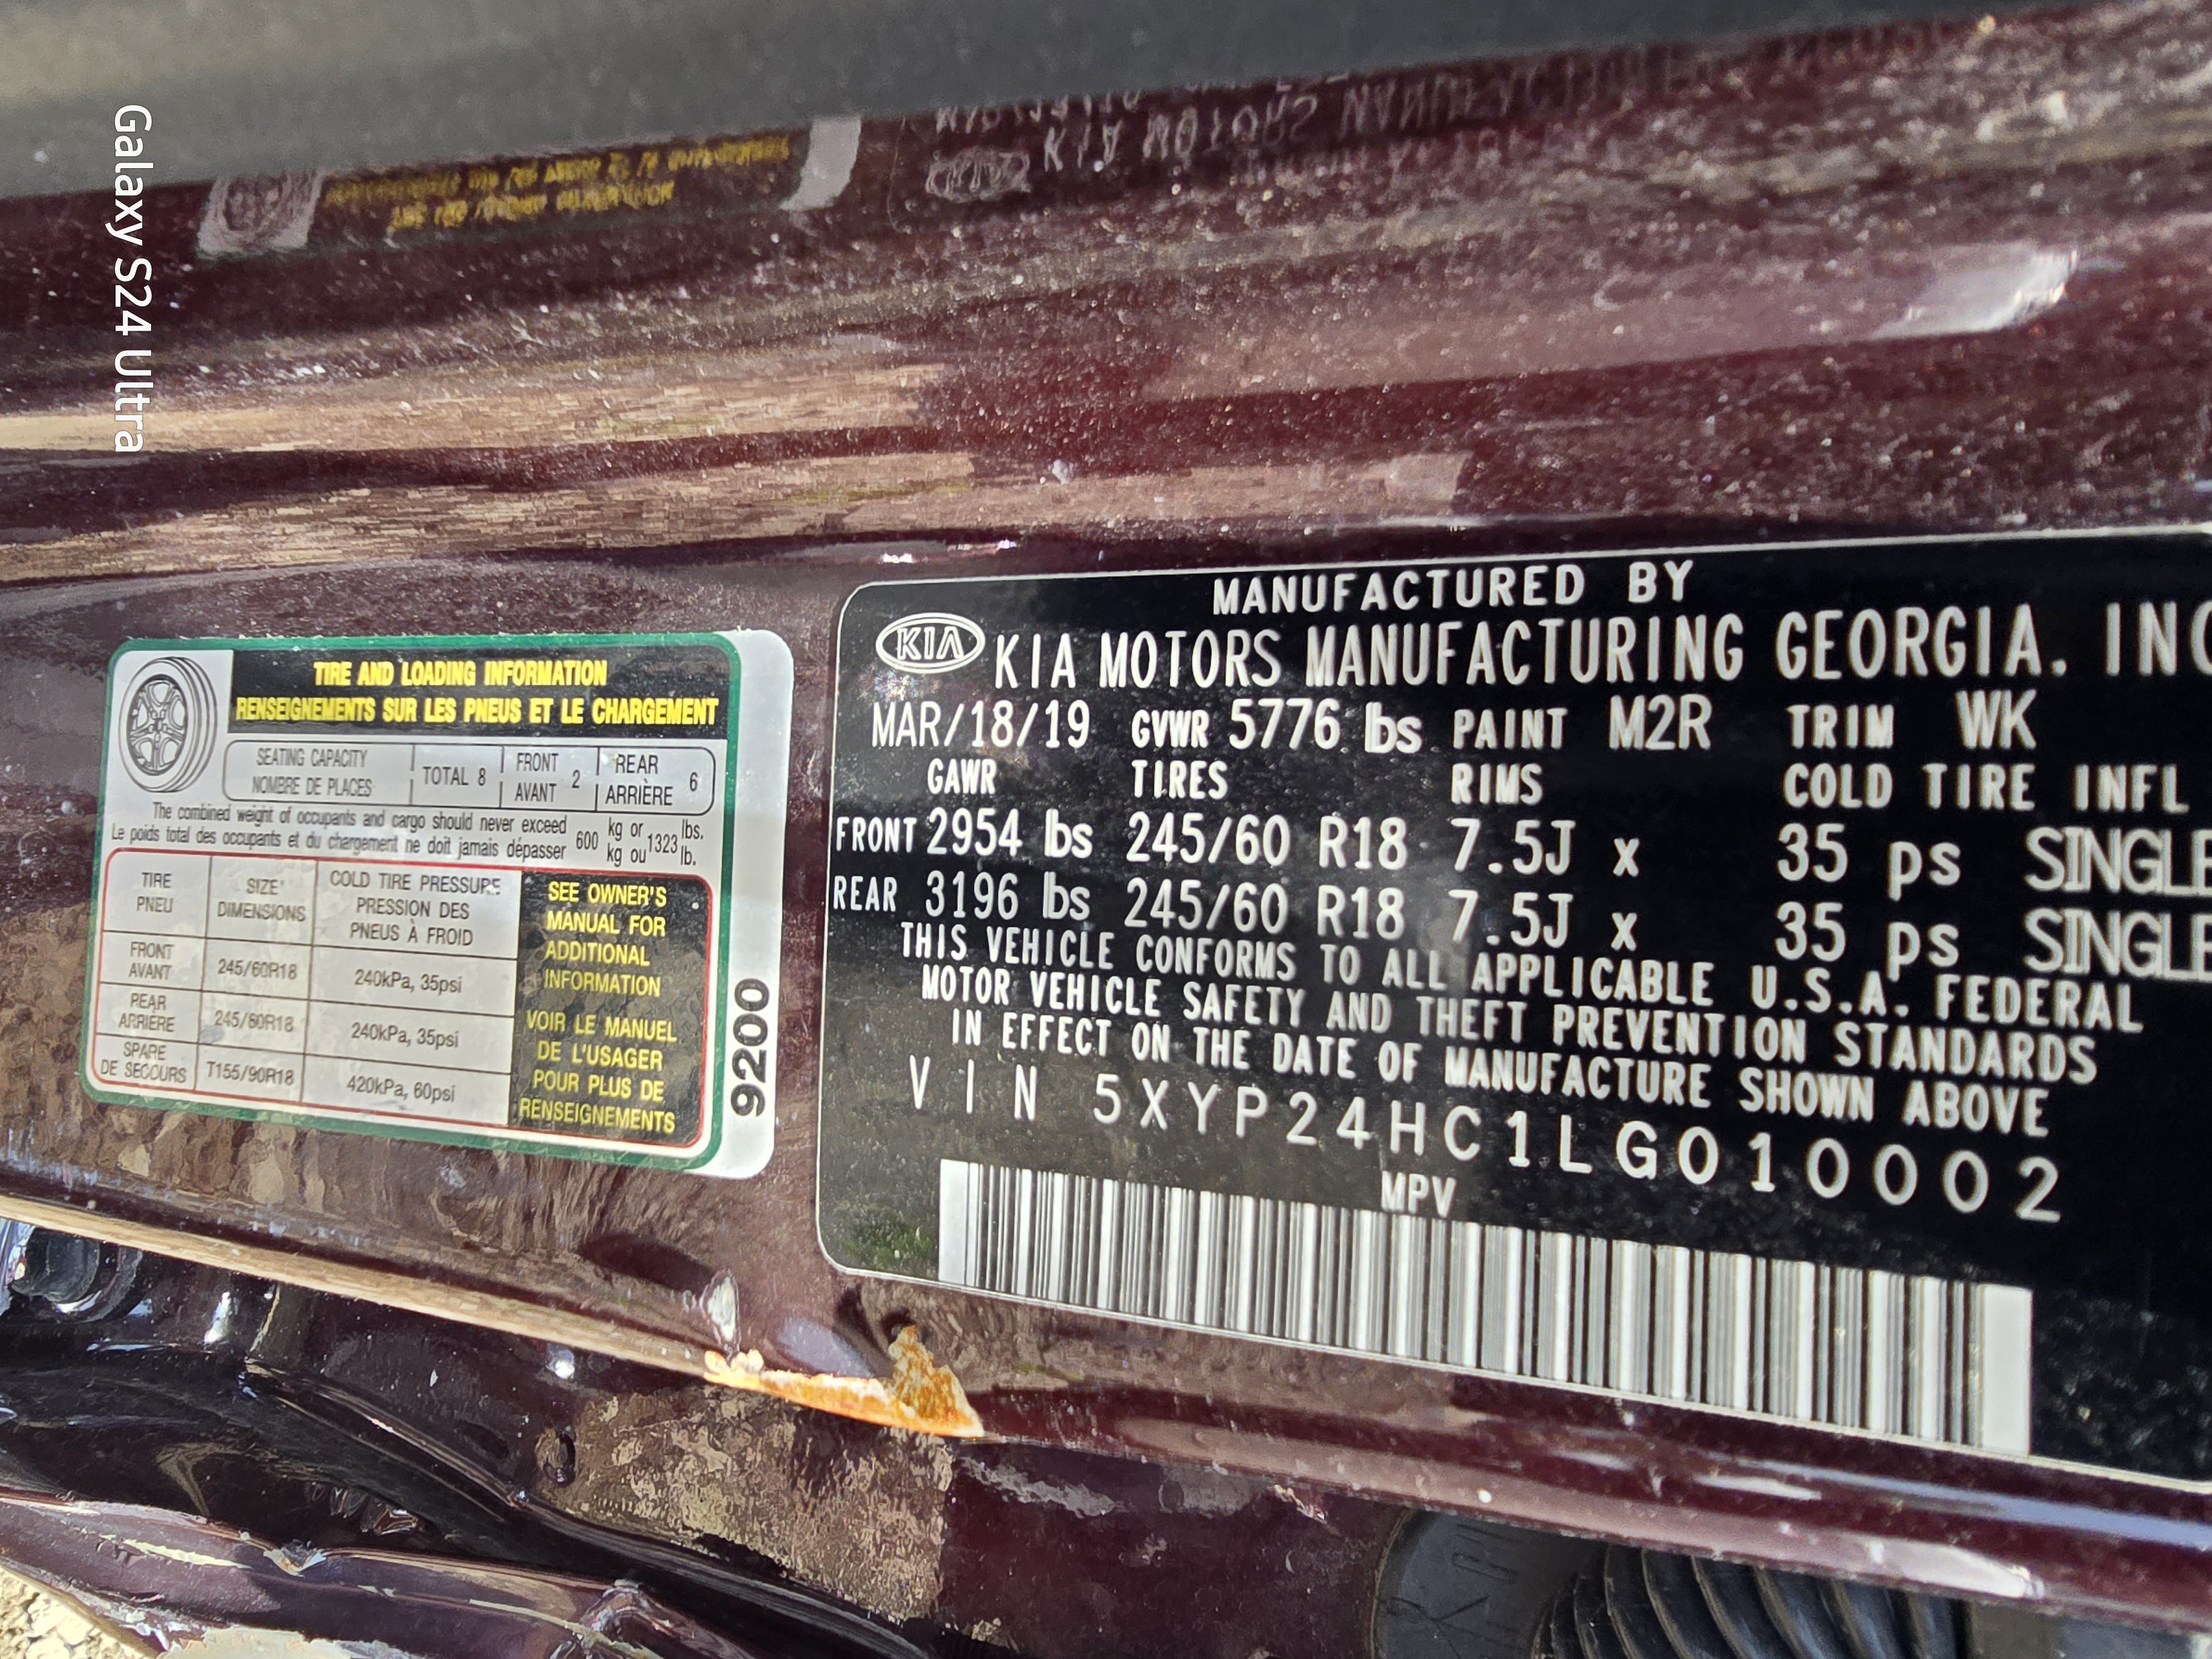 Galaxy S24 Ultra
TIRE AND LOADING INFORMATION
RENSEIGNEMENTS SUR LES PNEUS ET LE CHARGEMENT
SEATING CAPACITY
NOMBRE DE PLACES
TOTAL 8
FRONT
AVANT
2
REAR
ARRIÈRE
6
The combined weight of occupants and cargo should never exceed 600 kg or 1323 lbs.
Le poids total des occupants et du chargement ne doit jamais dépasser kg ou lb.
TIRE
PNEU
SIZE
DIMENSIONS
COLD TIRE PRESSURE
PRESSION DES
PNEUS À FROID
FRONT
AVANT
245/60R18
240kPa, 35psi
REAR
ARRIÈRE
245/60R18
240kPa, 35psi
SPARE
DE SECOURS
T155/90R18
420kPa, 60psi
SEE OWNER'S
MANUAL FOR
ADDITIONAL
INFORMATION
VOIR LE MANUEL
DE L'USAGER
POUR PLUS DE
RENSEIGNEMENTS
9200
MANUFACTURED BY
KIA KIA MOTORS MANUFACTURING GEORGIA. INC
MAR/18/19 GVWR 5776 lbs PAINT M2R TRIM WK
GAWR TIRES RIMS COLD TIRE INFL
FRONT 2954 lbs 245/60 R18 7.5J x 35 ps SINGLE
REAR 3196 lbs 245/60 R18 7.5J x 35 ps SINGLE
THIS VEHICLE CONFORMS TO ALL APPLICABLE U.S.A. FEDERAL
MOTOR VEHICLE SAFETY AND THEFT PREVENTION STANDARDS
IN EFFECT ON THE DATE OF MANUFACTURE SHOWN ABOVE
VIN 5XYP24HC1LG010002
MPV